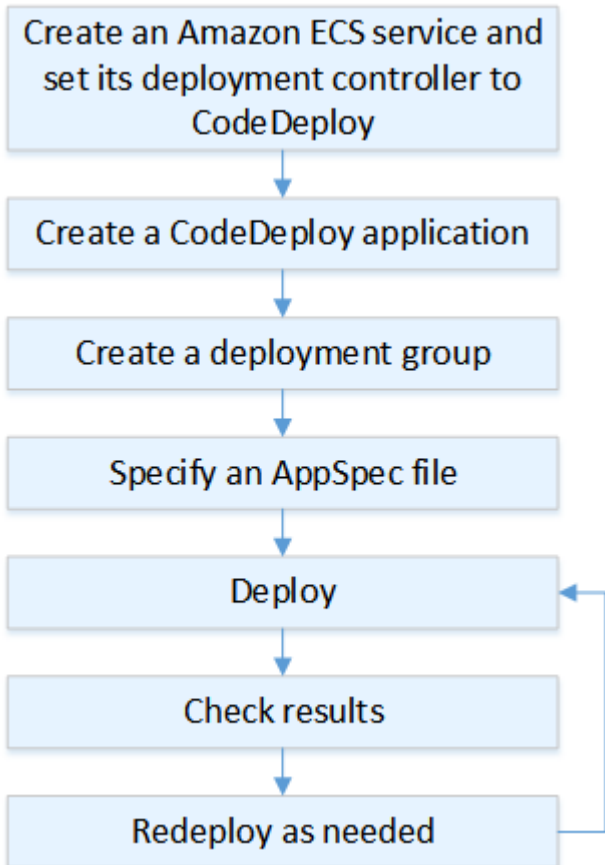 Create an Amazon ECS service and
set its deployment controller to
CodeDeploy
Create a CodeDeploy application
Create a deployment group
Specify an AppSpec file
Deploy
Check results
Redeploy as needed